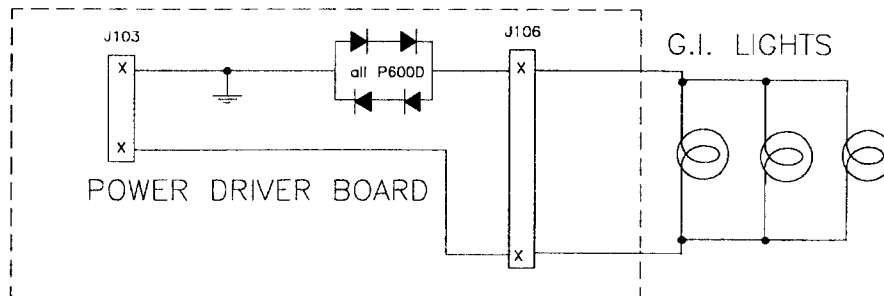 J103
J106
G.I. LIGHTS
X
X
all P600D
X
X
POWER DRIVER BOARD